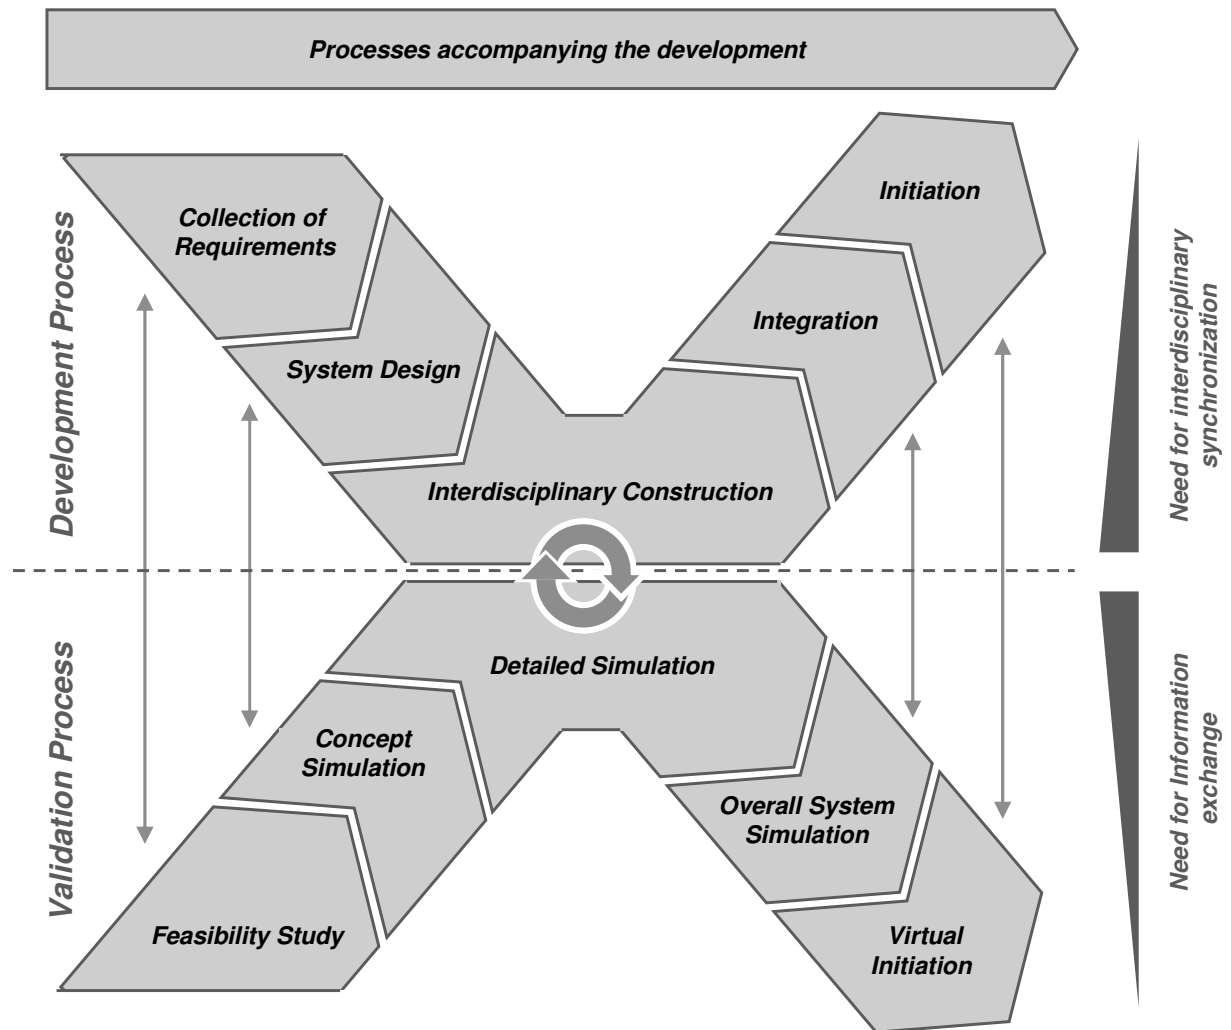 Processes accompanying the development
Development Process
Collection of
Requirements
System Design
Interdisciplinary Construction
Integration
Initiation
Need for interdisciplinary
synchronization
Validation Process
Feasibility Study
Concept
Simulation
Detailed Simulation
Overall System
Simulation
Virtual
Initiation
Need for Information
exchange